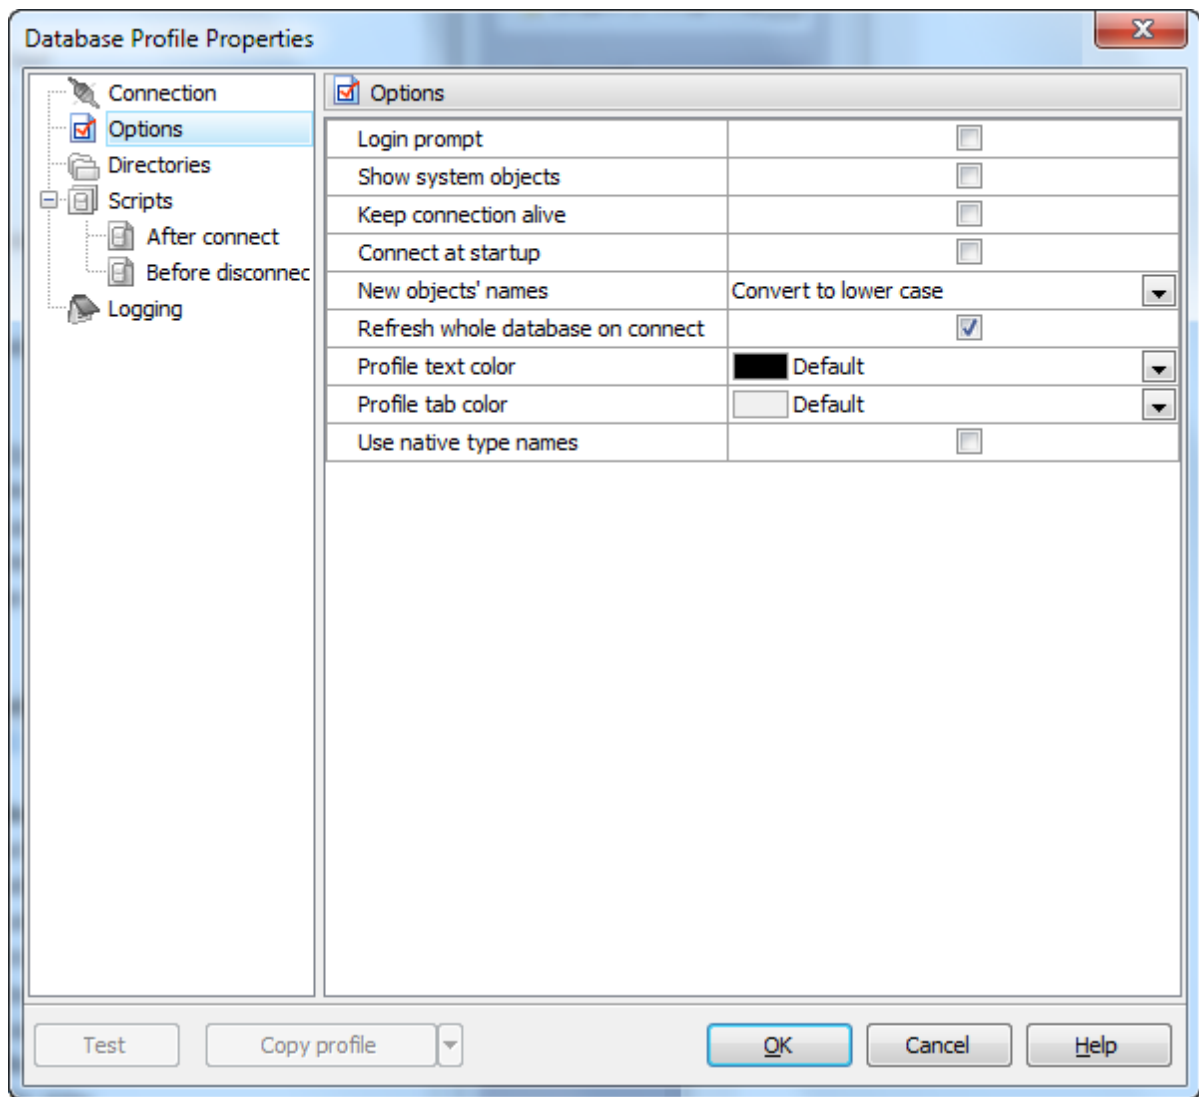 Database Profile Properties
Connection
Options
Directories
Scripts
After connect
Before disconnec
Logging
Options
Login prompt
Show system objects
Keep connection alive
Connect at startup
New objects' names Convert to lower case
Refresh whole database on connect
Profile text color Default
Profile tab color Default
Use native type names
Test Copy profile OK Cancel Help